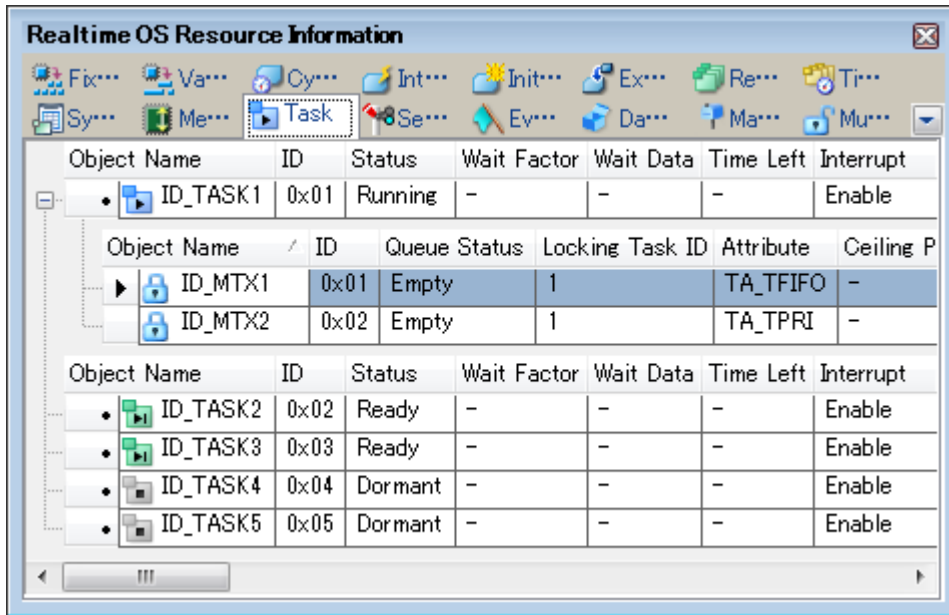 Realtime OS Resource Information
Fix··· Va··· Cy··· Int··· Init··· Ex··· Re··· Ti···
Sy··· Me··· Task Se··· Ev··· Da··· Ma··· Mu···
Object Name ID Status Wait Factor Wait Data Time Left Interrupt
ID_TASK1 0x01 Running - - - Enable
Object Name ID Queue Status Locking Task ID Attribute Ceiling P
ID_MTX1 0x01 Empty 1 TA_TFIFO -
ID_MTX2 0x02 Empty 1 TA_TPRI -
Object Name ID Status Wait Factor Wait Data Time Left Interrupt
ID_TASK2 0x02 Ready - - - Enable
ID_TASK3 0x03 Ready - - - Enable
ID_TASK4 0x04 Dormant - - - Enable
ID_TASK5 0x05 Dormant - - - Enable